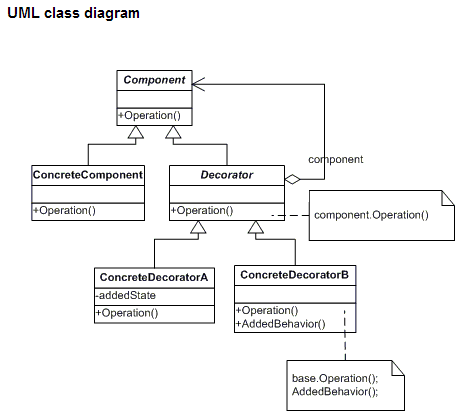 UML class diagram
Component
+Operation()
component
ConcreteComponent
+Operation()
Decorator
+Operation()
component.Operation()
ConcreteDecoratorA
-addedState
+Operation()
ConcreteDecoratorB
+Operation()
+AddedBehavior()
base.Operation();
AddedBehavior();